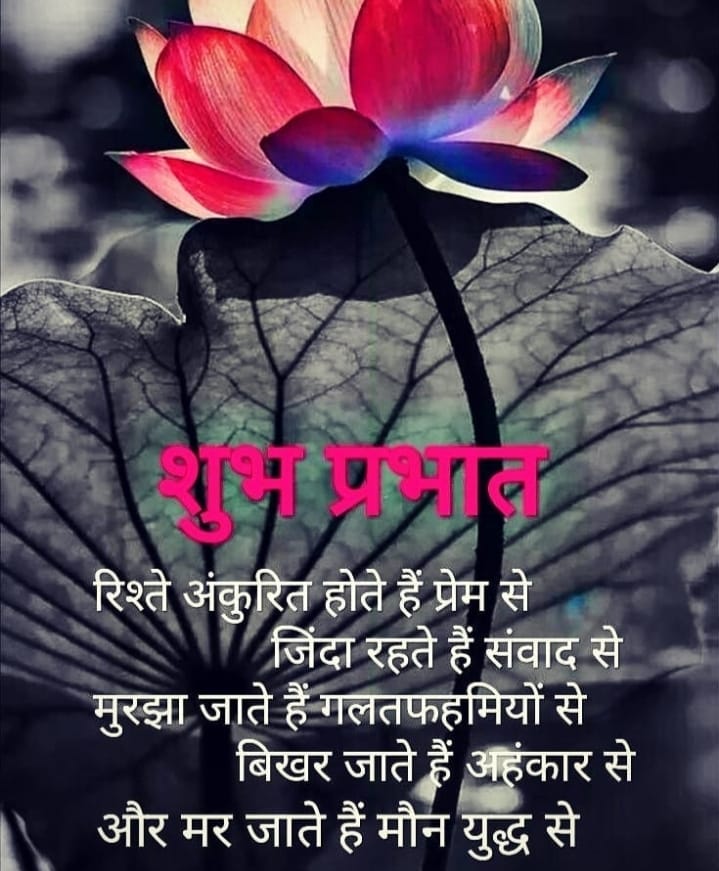 शुभ प्रभात
रिश्ते अंकुरित होते हैं प्रेम से
जिंदा रहते हैं संवाद से
मुरझा जाते हैं गलतफहमियों से
बिखर जाते हैं अहंकार से
और मर जाते हैं मौन युद्ध से